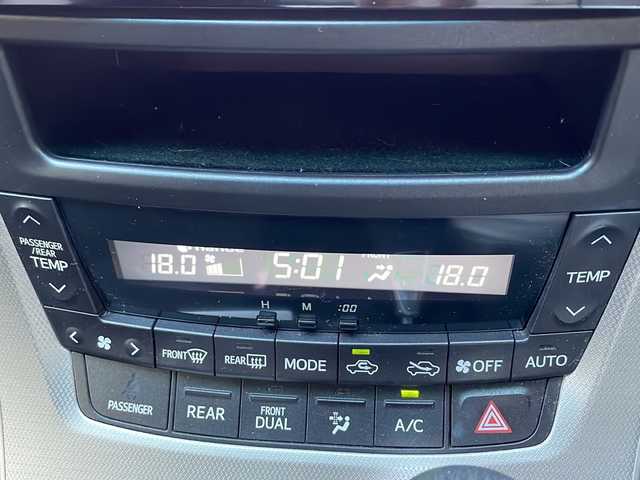 FRONT
18.0 5:01 18.0
PASSENGER
/REAR
TEMP
TEMP
H M :00
FRONT REAR MODE OFF AUTO
PASSENGER REAR FRONT
DUAL A/C